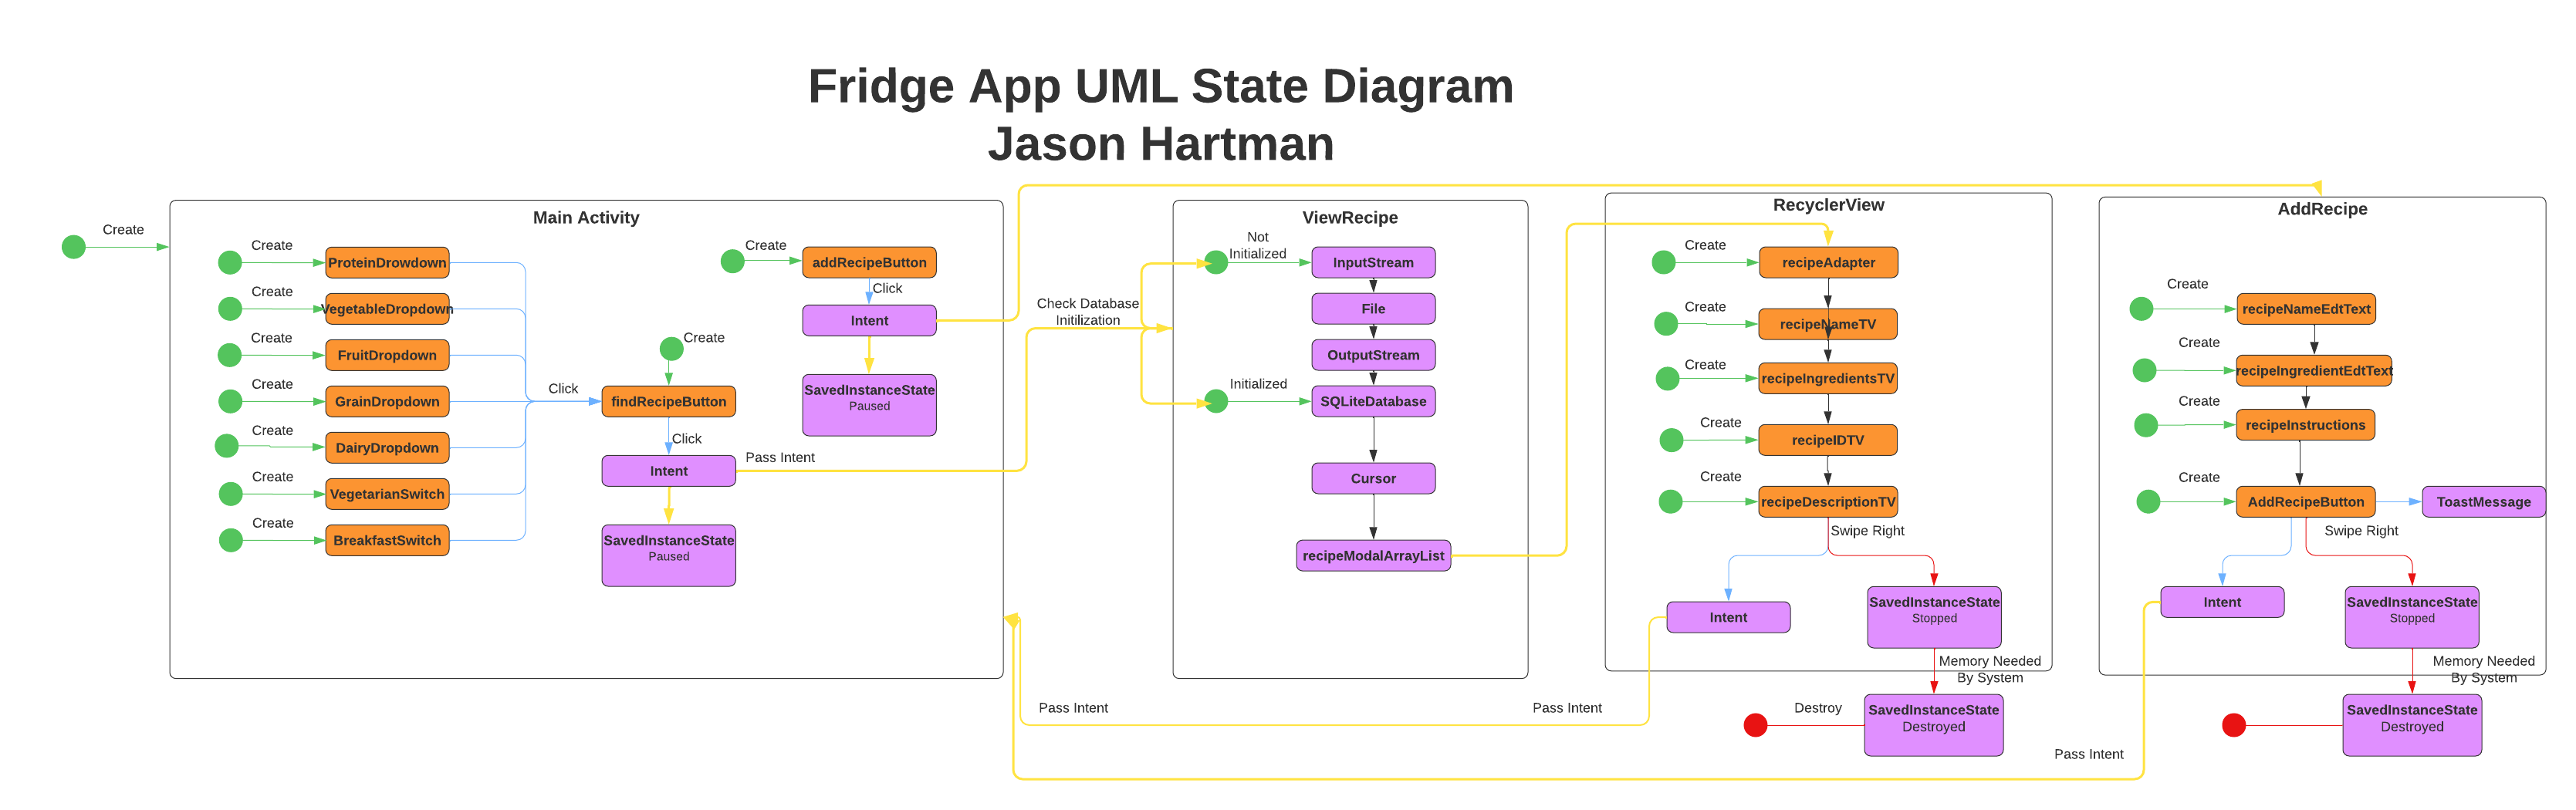 Fridge App UML State Diagram
Jason Hartman
Create
Main Activity
Create
ProteinDrowdown
Create
VegetableDropdown
Create
FruitDropdown
Create
GrainDropdown
Create
DairyDropdown
Create
VegetarianSwitch
Create
BreakfastSwitch
Click
Create
findRecipeButton
Click
Intent
Pass Intent
SavedInstanceState
Paused
Create
addRecipeButton
Click
Intent
SavedInstanceState
Paused
Check Database
Initilization
ViewRecipe
Not
Initialized
InputStream
File
OutputStream
Initialized
SQLiteDatabase
Cursor
recipeModalArrayList
RecyclerView
Create
recipeAdapter
Create
recipeNameTV
Create
recipeIngredientsTV
Create
recipeIDTV
Create
recipeDescriptionTV
Swipe Right
Intent
SavedInstanceState
Stopped
Memory Needed
By System
Pass Intent
Pass Intent
Destroy
SavedInstanceState
Destroyed
AddRecipe
Create
recipeNameEdtText
Create
recipeIngredientEdtText
Create
recipeInstructions
Create
AddRecipeButton
ToastMessage
Swipe Right
Intent
SavedInstanceState
Stopped
Memory Needed
By System
SavedInstanceState
Destroyed
Pass Intent